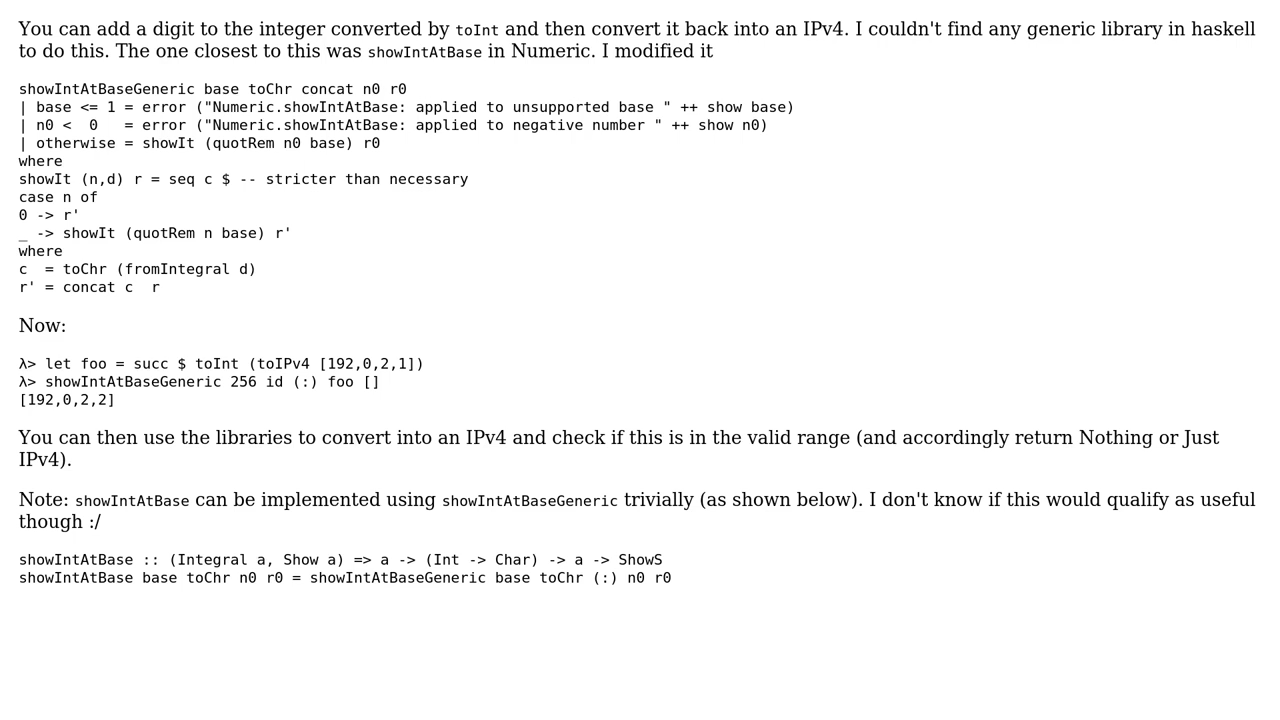 You can add a digit to the integer converted by toInt and then convert it back into an IPv4. I couldn't find any generic library in haskell
to do this. The one closest to this was showIntAtBase in Numeric. I modified it
showIntAtBaseGeneric base toChr concat n0 r0
| base <= 1 = error ("Numeric.showIntAtBase: applied to unsupported base " ++ show base)
| n0 <  0   = error ("Numeric.showIntAtBase: applied to negative number " ++ show n0)
| otherwise = showIt (quotRem n0 base) r0
where
showIt (n,d) r = seq c $ -- stricter than necessary
case n of
0 -> r'
_ -> showIt (quotRem n base) r'
where
c  = toChr (fromIntegral d)
r' = concat c  r
Now:
λ> let foo = succ $ toInt (toIPv4 [192,0,2,1])
λ> showIntAtBaseGeneric 256 id (:) foo []
[192,0,2,2]
You can then use the libraries to convert into an IPv4 and check if this is in the valid range (and accordingly return Nothing or Just
IPv4).
Note: showIntAtBase can be implemented using showIntAtBaseGeneric trivially (as shown below). I don't know if this would qualify as useful
though :/
showIntAtBase :: (Integral a, Show a) => a -> (Int -> Char) -> a -> ShowS
showIntAtBase base toChr n0 r0 = showIntAtBaseGeneric base toChr (:) n0 r0